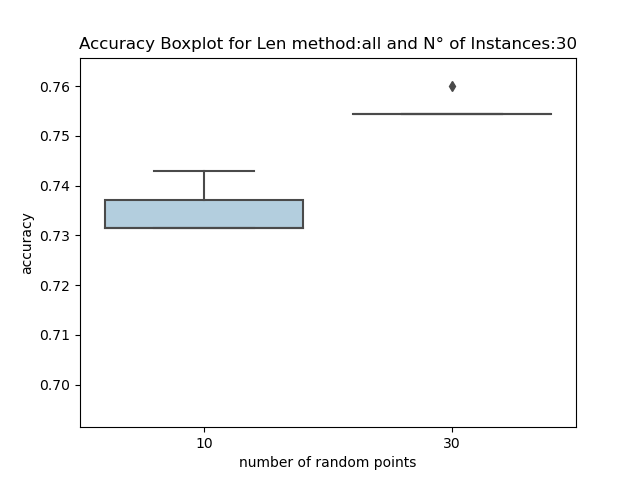 Accuracy Boxplot for Len method:all and N° of Instances:30
0.76
0.75
0.74
0.73
0.72
0.71
0.70
accuracy
10 30
number of random points